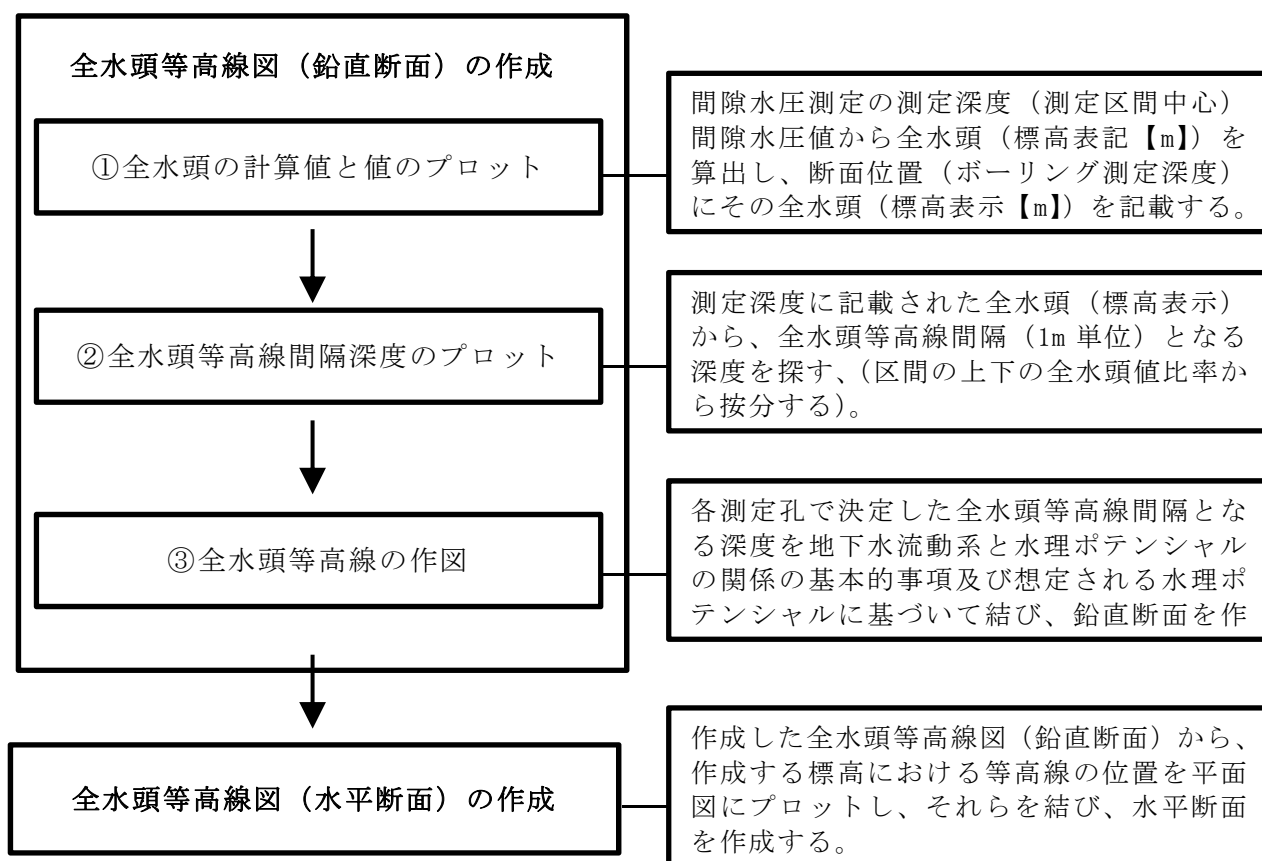 全水頭等高線図（鉛直断面）の作成
①全水頭の計算値と値のプロット
間隙水圧測定の測定深度（測定区間中心）
間隙水圧値から全水頭（標高表記【m】）を
算出し、断面位置（ボーリング測定深度）
にその全水頭（標高表示【m】）を記載する。
②全水頭等高線間隔深度のプロット
測定深度に記載された全水頭（標高表示）
から、全水頭等高線間隔（1m 単位）となる
深度を探す、（区間の上下の全水頭値比率か
ら按分する）。
③全水頭等高線の作図
各測定孔で決定した全水頭等高線間隔とな
る深度を地下水流動系と水理ポテンシャル
の関係の基本的事項及び想定される水理ポ
テンシャルに基づいて結び、鉛直断面を作
全水頭等高線図（水平断面）の作成
作成した全水頭等高線図（鉛直断面）から、
作成する標高における等高線の位置を平面
図にプロットし、それらを結び、水平断面
を作成する。